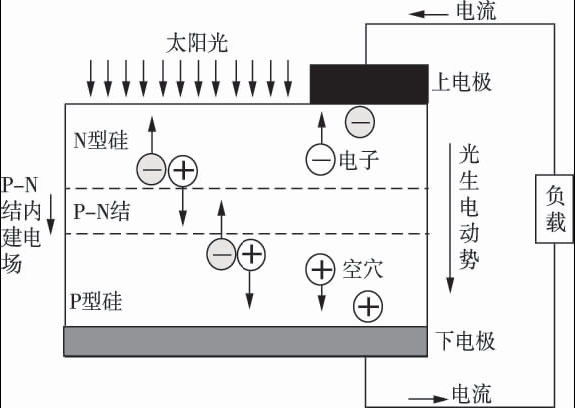 电流
太阳光
上电极
N型硅
电子
P-N
结内
建电
场
P-N结
光生电动势
负载
空穴
P型硅
下电极
电流